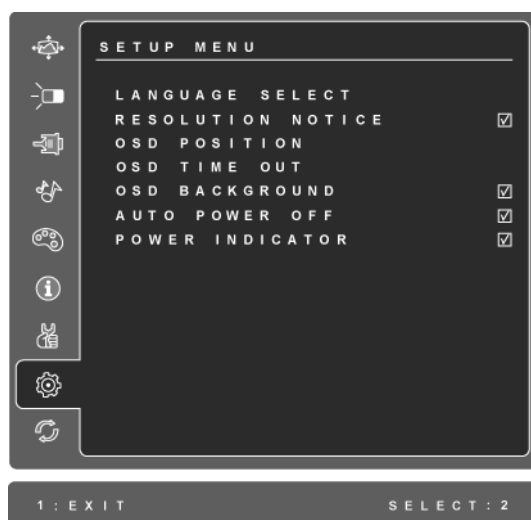 SETUP MENU
LANGUAGE SELECT
RESOLUTION NOTICE ☑
OSD POSITION
OSD TIME OUT
OSD BACKGROUND ☑
AUTO POWER OFF ☑
POWER INDICATOR ☑
1:EXIT SELECT:2